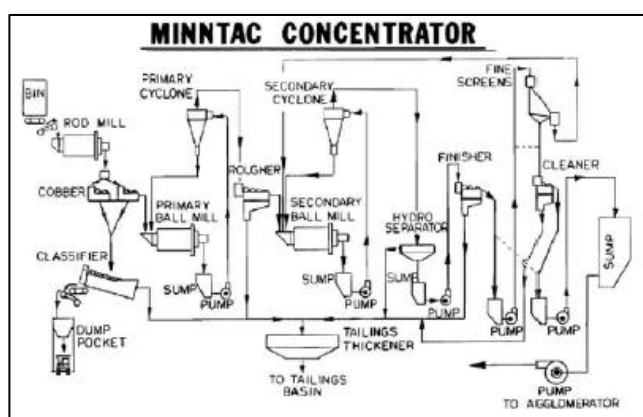 MINNTAC CONCENTRATOR
BIN
ROD MILL
COBBER
CLASSIFIER
DUMP
POCKET
PRIMARY
CYCLONE
PRIMARY
BALL MILL
SUMP
PUMP
ROUGHER
SECONDARY
CYCLONE
SECONDARY
BALL MILL
SUMP
PUMP
TAILINGS
THICKENER
TO TAILINGS
BASIN
HYDRO
SEPARATOR
SUMP
PUMP
FINISHER
FINE
SCREENS
CLEANER
PUMP
PUMP
SUMP
PUMP
TO AGGLOMERATOR